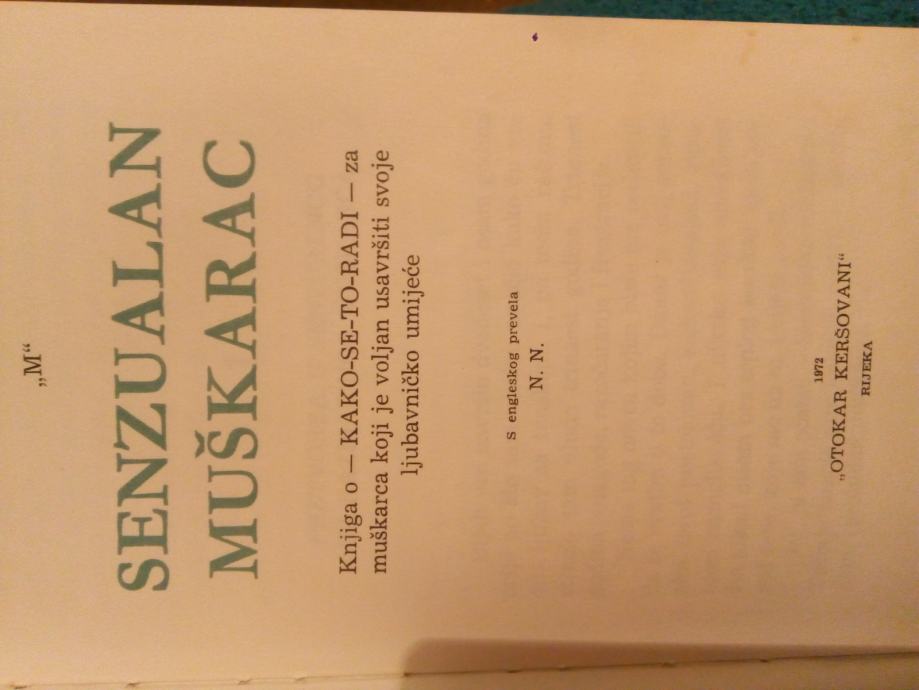 „M“
SENZUALAN
MUŠKARAC
Knjiga o — KAKO-SE-TO-RADI — za
muškarca koji je voljan usavršiti svoje
ljubavničko umijeće
S engleskog prevela
N. N.
1972
„OTOKAR KERŠOVANI“
RIJEKA